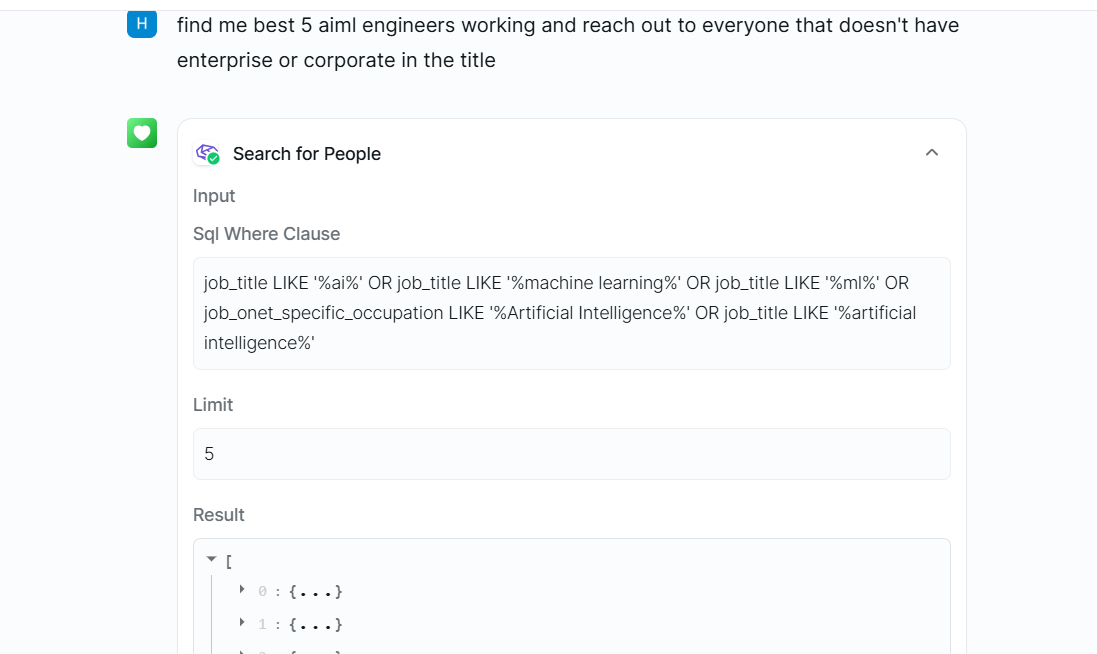 H
find me best 5 aiml engineers working and reach out to everyone that doesn't have
enterprise or corporate in the title
Search for People
Input
Sql Where Clause
job_title LIKE '%ai%' OR job_title LIKE '%machine learning%' OR job_title LIKE '%ml%' OR
job_onet_specific_occupation LIKE '%Artificial Intelligence%' OR job_title LIKE '%artificial
intelligence%'
Limit
5
Result
[
0 : {...}
1 : {...}